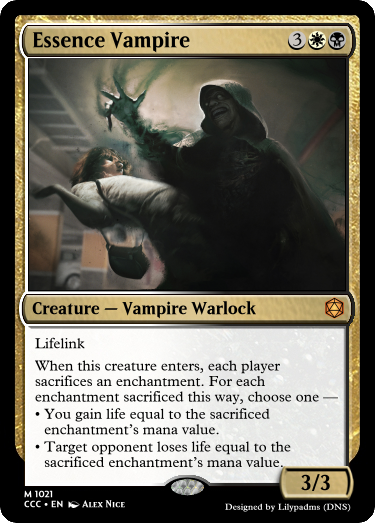 Essence Vampire 3
Creature — Vampire Warlock
Lifelink
When this creature enters, each player
sacrifices an enchantment. For each
enchantment sacrificed this way, choose one —
• You gain life equal to the sacrificed
enchantment's mana value.
• Target opponent loses life equal to the
sacrificed enchantment's mana value.
3/3
M 1021
CCC • EN Alex Nice
Designed by Lilypadms (DNS)